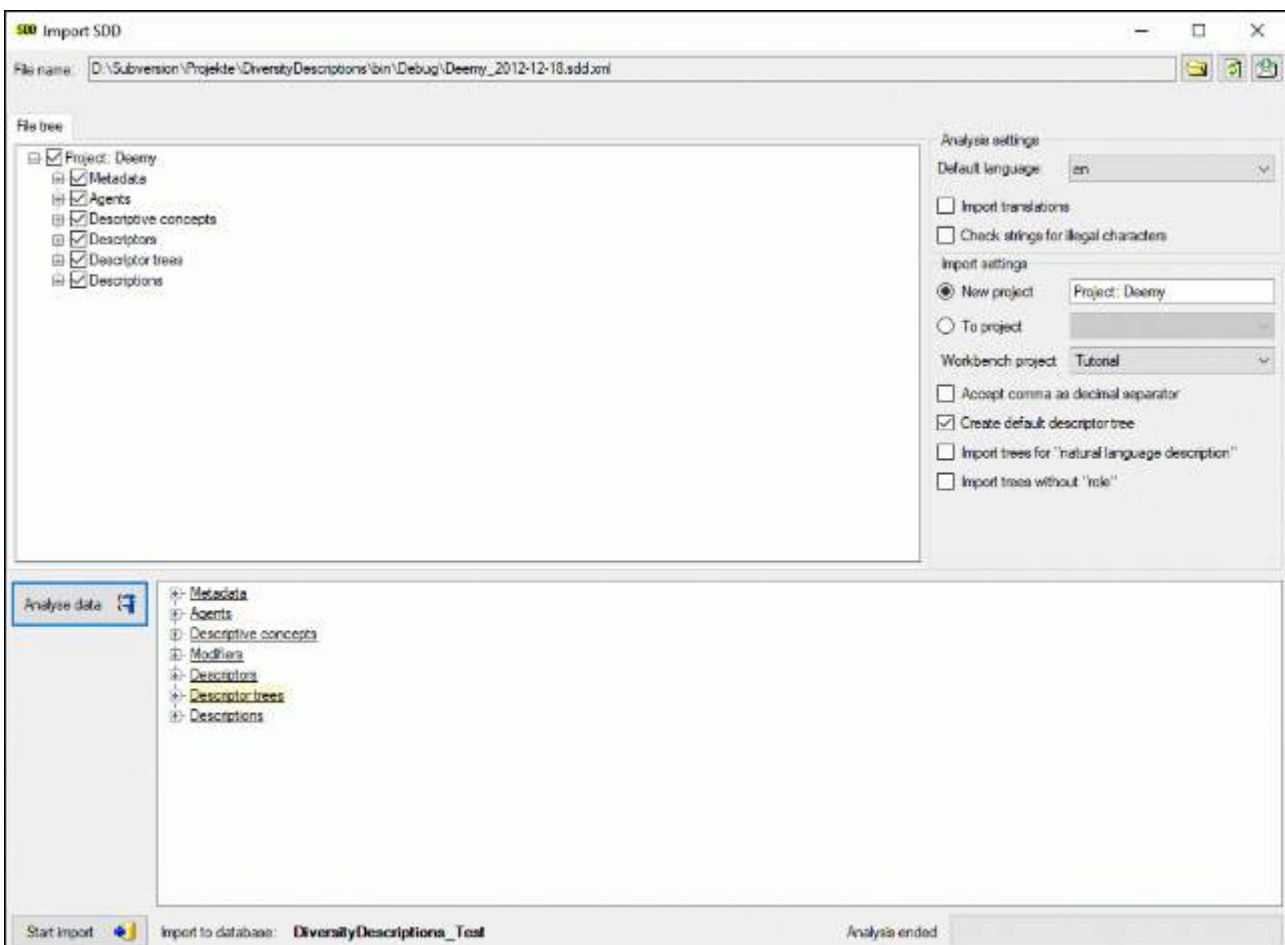 SDD Import SDD
File name: D:\Subversion\Projekte\DiversityDescriptions\bin\Debug\Deemy_2012-12-18.sdd.xml
File tree
Project: Deemy
Metadata
Agents
Descriptive concepts
Descriptors
Descriptor trees
Descriptions
Analysis settings
Default language en
Import translations
Check strings for illegal characters
Import settings
New project Project: Deemy
To project
Workbench project Tutorial
Accept comma as decimal separator
Create default descriptor tree
Import trees for "natural language description"
Import trees without "role"
Analyse data
Metadata
Agents
Descriptive concepts
Modifiers
Descriptors
Descriptor trees
Descriptions
Start import Import to database: DiversityDescriptions_Test Analysis ended